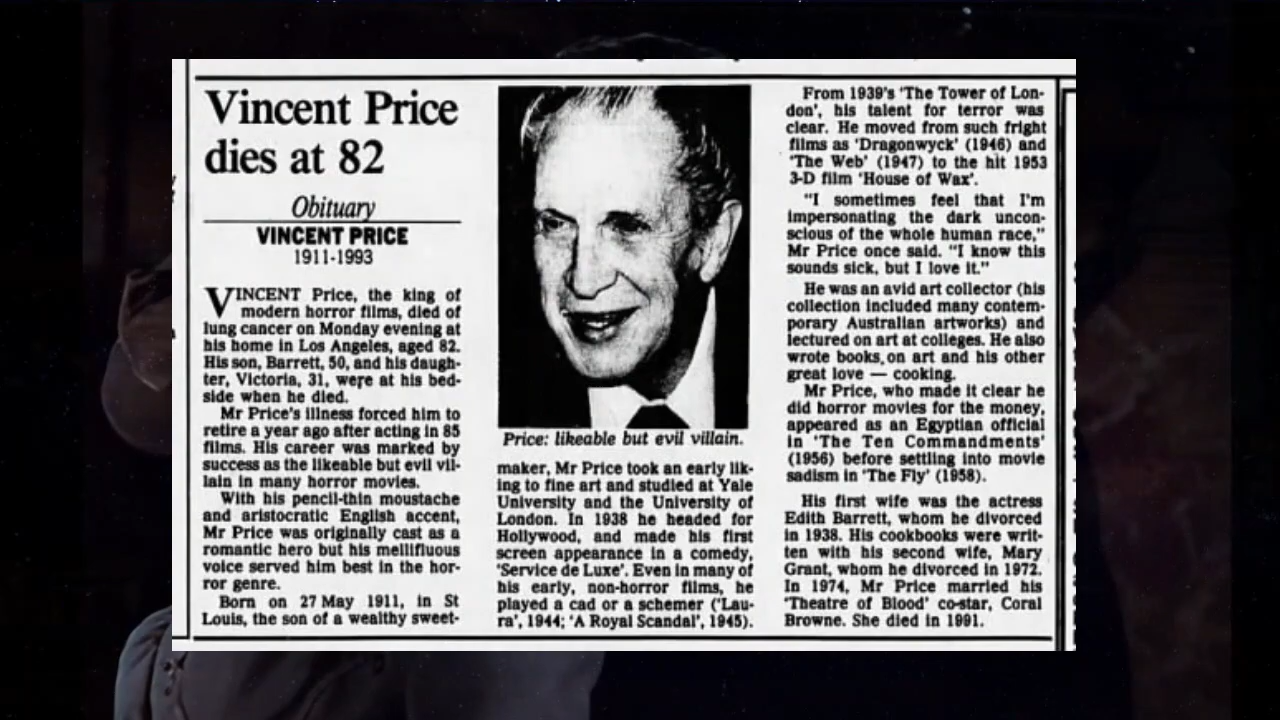 Vincent Price
dies at 82
Obituary
VINCENT PRICE
1911-1993
VINCENT Price, the king of
modern horror films, died of
lung cancer on Monday evening at
his home in Los Angeles, aged 82.
His son, Barrett, 50, and his daugh-
ter, Victoria, 31, were at his bed-
side when he died.
Mr Price's illness forced him to
retire a year ago after acting in 85
films. His career was marked by
success as the likeable but evil vil-
lain in many horror movies.
With his pencil-thin moustache
and aristocratic English accent,
Mr Price was originally cast as a
romantic hero but his mellifluous
voice served him best in the hor-
ror genre.
Born on 27 May 1911, in St
Louis, the son of a wealthy sweet-
Price: likeable but evil villain.
maker, Mr Price took an early lik-
ing to fine art and studied at Yale
University and the University of
London. In 1938 he headed for
Hollywood, and made his first
screen appearance in a comedy,
'Service de Luxe'. Even in many of
his early, non-horror films, he
played a cad or a schemer ('Lau-
ra', 1944; 'A Royal Scandal', 1945).
From 1939's 'The Tower of Lon-
don', his talent for terror was
clear. He moved from such fright
films as 'Dragonwyck' (1946) and
'The Web' (1947) to the hit 1953
3-D film 'House of Wax'.
"I sometimes feel that I'm
impersonating the dark uncon-
scious of the whole human race,"
Mr Price once said. "I know this
sounds sick, but I love it."
He was an avid art collector (his
collection included many contem-
porary Australian artworks) and
lectured on art at colleges. He also
wrote books on art and his other
great love — cooking.
Mr Price, who made it clear he
did horror movies for the money,
appeared as an Egyptian official
in 'The Ten Commandments'
(1956) before settling into movie
sadism in 'The Fly' (1958).
His first wife was the actress
Edith Barrett, whom he divorced
in 1938. His cookbooks were writ-
ten with his second wife, Mary
Grant, whom he divorced in 1972.
In 1974, Mr Price married his
'Theatre of Blood' co-star, Coral
Browne. She died in 1991.